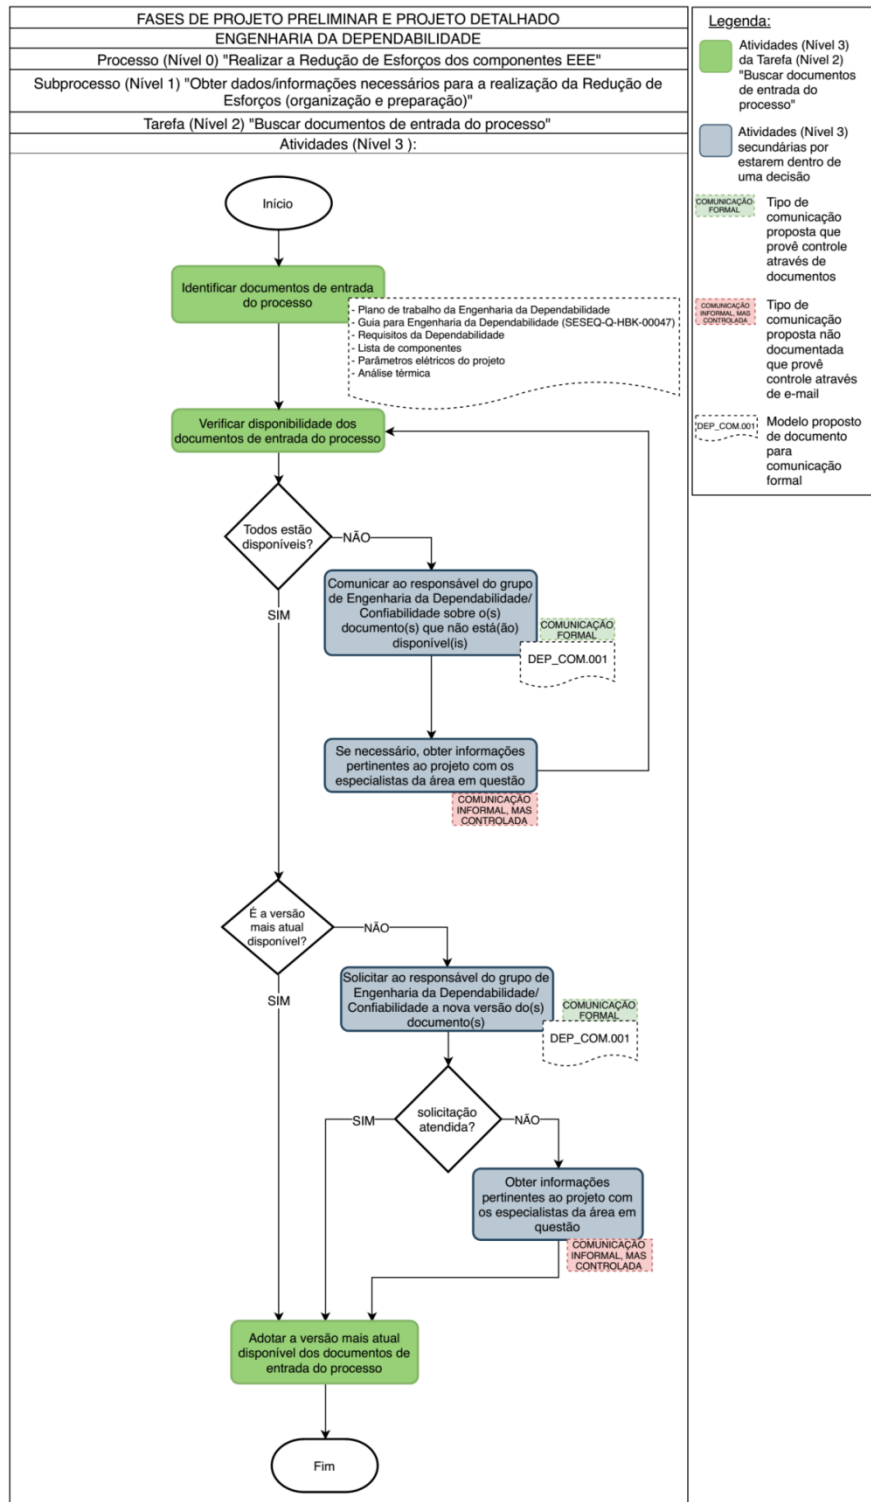 FASES DE PROJETO PRELIMINAR E PROJETO DETALHADO
ENGENHARIA DA DEPENDABILIDADE
Processo (Nível 0) "Realizar a Redução de Esforços dos componentes EEE"
Subprocesso (Nível 1) "Obter dados/informações necessários para a realização da Redução de
Esforços (organização e preparação)"
Tarefa (Nível 2) "Buscar documentos de entrada do processo"
Atividades (Nível 3 ):
Início
Identificar documentos de entrada
do processo
- Plano de trabalho da Engenharia da Dependabilidade
- Guia para Engenharia da Dependabilidade (SESEQ-Q-HBK-00047)
- Requisitos da Dependabilidade
- Lista de componentes
- Parâmetros elétricos do projeto
- Análise térmica
Verificar disponibilidade dos
documentos de entrada do processo
Todos estão
disponíveis?
NÃO
SIM
Comunicar ao responsável do grupo
de Engenharia da Dependabilidade/
Confiabilidade sobre o(s)
documento(s) que não está(ão)
disponível(is)
COMUNICAÇÃO
FORMAL
DEP_COM.001
Se necessário, obter informações
pertinentes ao projeto com os
especialistas da área em questão
COMUNICAÇÃO
INFORMAL, MAS
CONTROLADA
É a versão
mais atual
disponível?
NÃO
SIM
Solicitar ao responsável do grupo de
Engenharia da Dependabilidade/
Confiabilidade a nova versão do(s)
documento(s)
COMUNICAÇÃO
FORMAL
DEP_COM.001
solicitação
atendida?
SIM
NÃO
Obter informações
pertinentes ao projeto com
os especialistas da área em
questão
COMUNICAÇÃO
INFORMAL, MAS
CONTROLADA
Adotar a versão mais atual
disponível dos documentos de
entrada do processo
Fim
Legenda:
Atividades (Nível 3)
da Tarefa (Nível 2)
"Buscar documentos
de entrada do
processo"
Atividades (Nível 3)
secundárias por
estarem dentro de
uma decisão
COMUNICAÇÃO
FORMAL
Tipo de
comunicação
proposta que
provê controle
através de
documentos
COMUNICAÇÃO
INFORMAL, MAS
CONTROLADA
Tipo de
comunicação
proposta não
documentada
que provê
controle através
de e-mail
DEP_COM.001
Modelo proposto
de documento
para
comunicação
formal